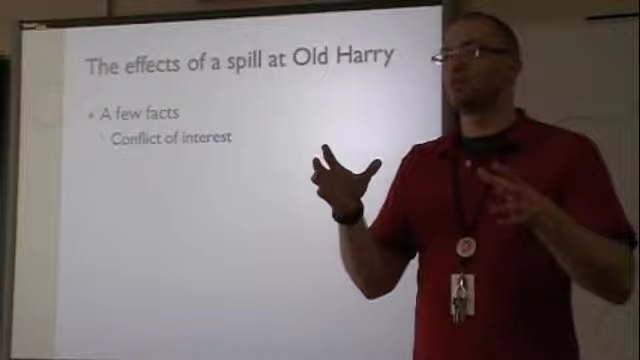 The effects of a spill at Old Harry
A few facts
Conflict of interest